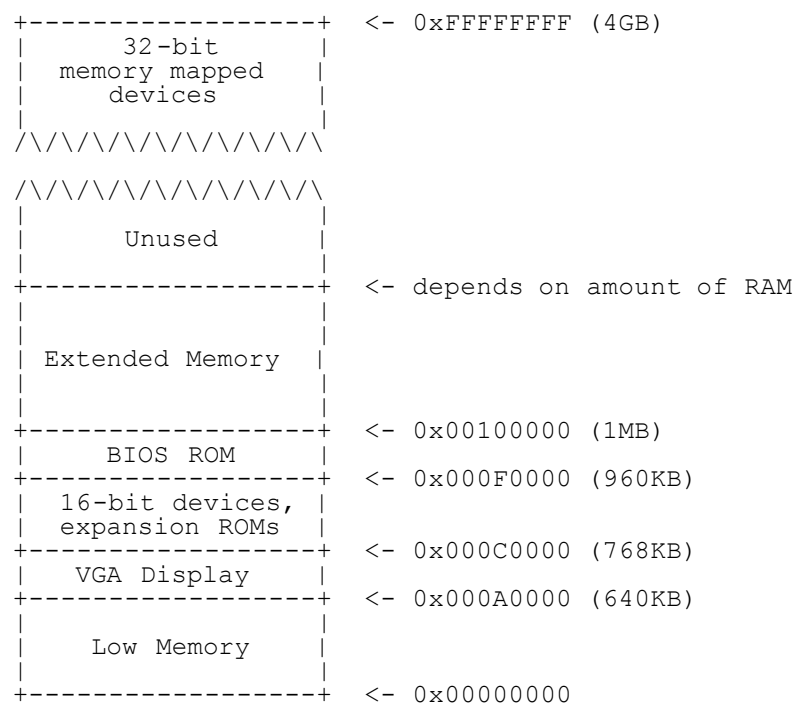 +------------------+  <- 0xFFFFFFFF (4GB)
|      32-bit      |
|  memory mapped   |
|     devices      |
|                  |
/\/\/\/\/\/\/\/\/\/\
/\/\/\/\/\/\/\/\/\/\
|                  |
|      Unused      |
|                  |
+------------------+  <- depends on amount of RAM
|                  |
|                  |
| Extended Memory  |
|                  |
|                  |
+------------------+  <- 0x00100000 (1MB)
|     BIOS ROM     |
+------------------+  <- 0x000F0000 (960KB)
|  16-bit devices, |
|  expansion ROMs  |
+------------------+  <- 0x000C0000 (768KB)
|   VGA Display    |
+------------------+  <- 0x000A0000 (640KB)
|                  |
|    Low Memory    |
|                  |
+------------------+  <- 0x00000000